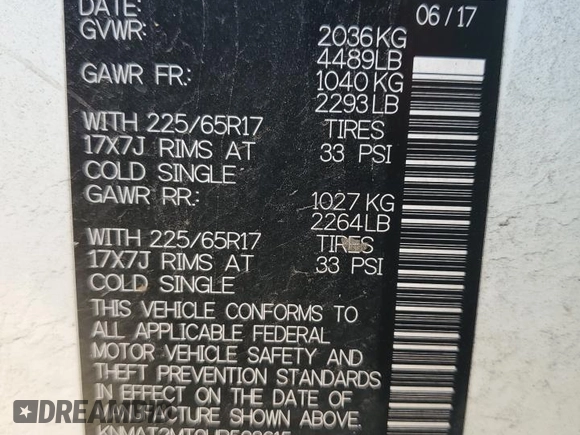 DATE: 06/17
GVWR: 2036KG
4489LB
GAWR FR: 1040KG
2293LB
WITH 225/65R17 TIRES
17X7J RIMS AT 33 PSI
COLD SINGLE
GAWR RR: 1027 KG
2264LB
WITH 225/65R17 TIRES
17X7J RIMS AT 33 PSI
COLD SINGLE
THIS VEHICLE CONFORMS TO
ALL APPLICABLE FEDERAL
MOTOR VEHICLE SAFETY AND
THEFT PREVENTION STANDARDS
IN EFFECT ON THE DATE OF
SHOWN ABOVE.